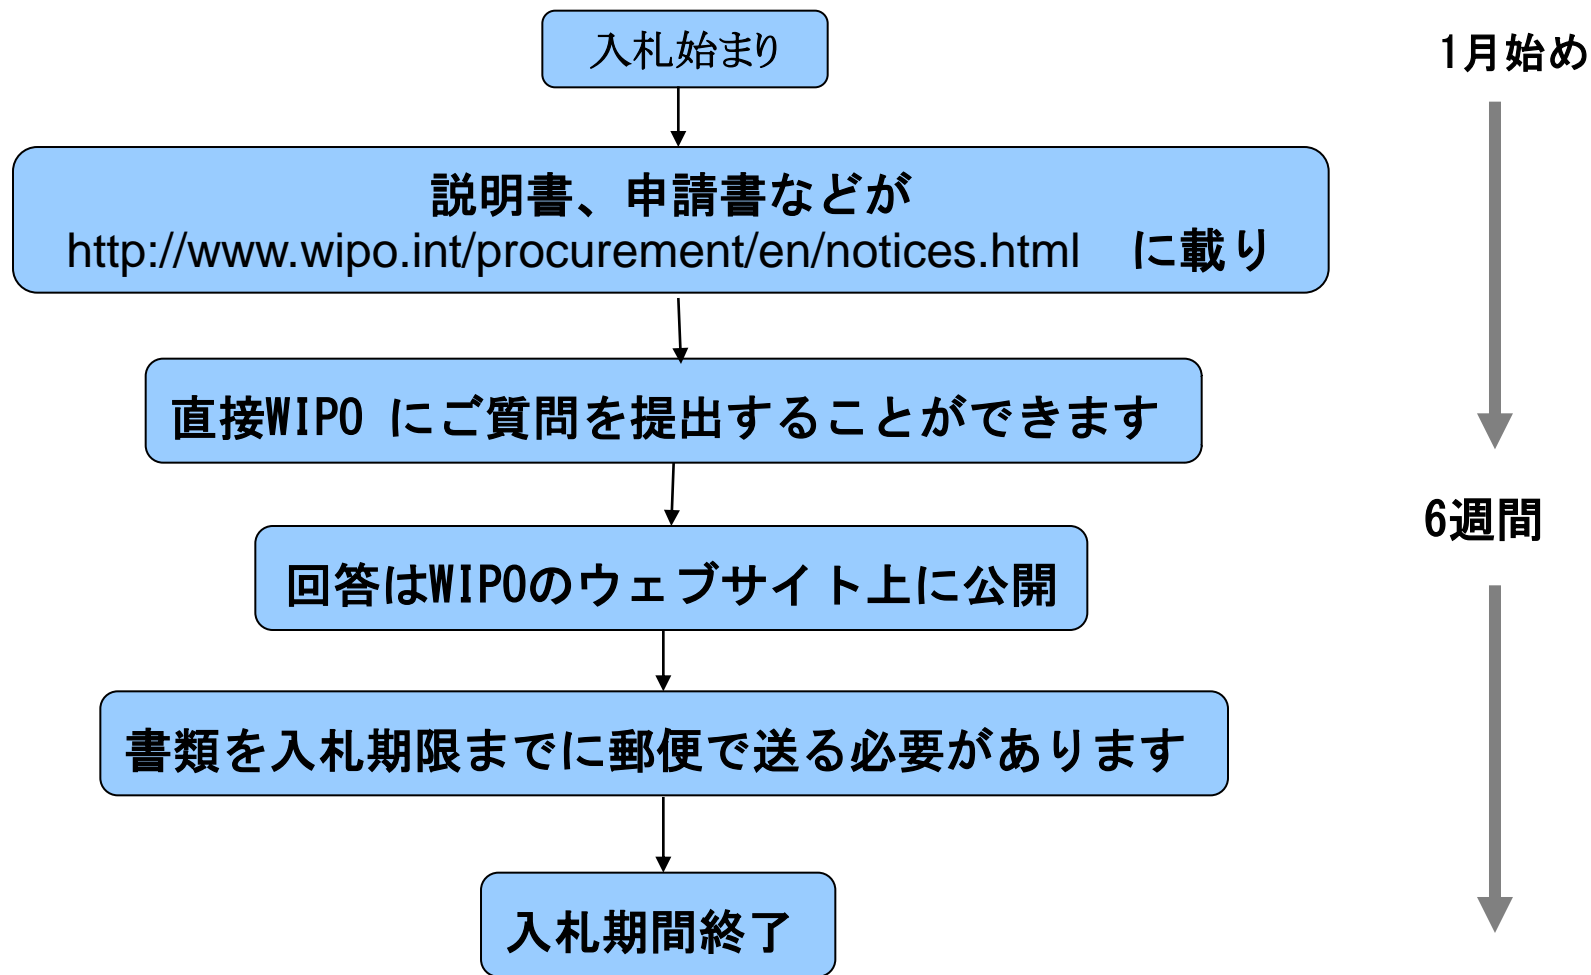 入札始まり
1月始め
説明書、申請書などが
http://www.wipo.int/procurement/en/notices.html　に載り
直接WIPO にご質問を提出することができます
6週間
回答はWIPOのウェブサイト上に公開
書類を入札期限までに郵便で送る必要があります
入札期間終了